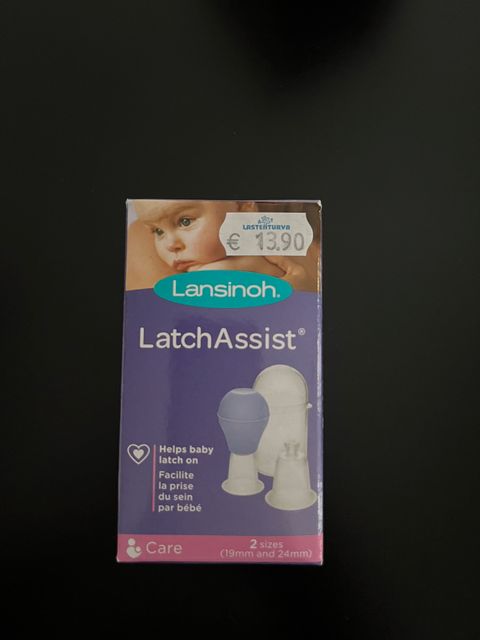 LASTENTURVA
€ 13.90
Lansinoh®
LatchAssist®
Helps baby
latch on
Facilite
la prise
du sein
par bébé
Care
2 sizes
(19mm and 24mm)